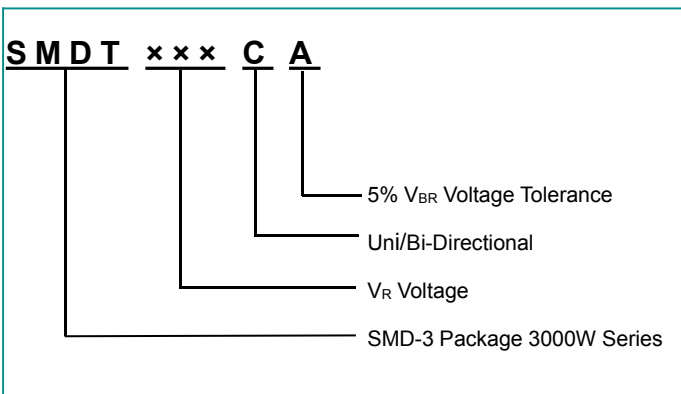 SMDT ××× C A
5% VBR Voltage Tolerance
Uni/Bi-Directional
VR Voltage
SMD-3 Package 3000W Series